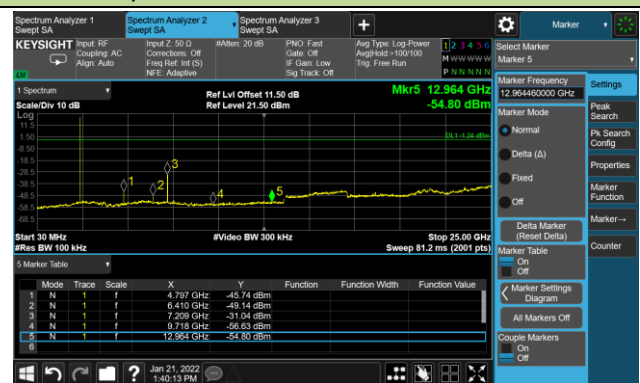 Spectrum Analyzer 1
Swept SA
Spectrum Analyzer 2
Swept SA
Spectrum Analyzer 3
Swept SA
Marker
KEYSIGHT
Input: RF
Coupling: AC
Align: Auto
Input Z: 50 Ω
Corrections: Off
Freq Ref: Int (S)
NFE: Adaptive
#Atten: 20 dB
PNO: Fast
Gate: Off
IF Gain: Low
Sig Track: Off
Avg Type: Log-Power
Avg|Hold:>100/100
Trig: Free Run
1 2 3 4 5 6
M W W W W W
P N N N N N
LXI
Select Marker
Marker 5
1 Spectrum
Scale/Div 10 dB
Ref Lvl Offset 11.50 dB
Ref Level 21.50 dBm
Mkr5 12.964 GHz
-54.80 dBm
Log
11.5
1.50
-8.50
-18.5
-28.5
-38.5
-48.5
-58.5
-68.5
1
2
3
4
5
Start 30 MHz
#Res BW 100 kHz
#Video BW 300 kHz
Stop 25.00 GHz
Sweep 81.2 ms (2001 pts)
5 Marker Table
Mode Trace Scale X Y Function Function Width Function Value
1 N 1 f 4.797 GHz -45.74 dBm
2 N 1 f 6.410 GHz -49.14 dBm
3 N 1 f 7.209 GHz -31.04 dBm
4 N 1 f 9.718 GHz -56.63 dBm
5 N 1 f 12.964 GHz -54.80 dBm
6
Marker Frequency
12.964460000 GHz
Marker Mode
Normal
Delta (Δ)
Fixed
Off
Delta Marker
(Reset Delta)
Marker Table
On
Off
Marker Settings
Diagram
All Markers Off
Couple Markers
On
Off
Settings
Peak
Search
Pk Search
Config
Properties
Marker
Function
Marker→
Counter
?
Jan 21, 2022
1:40:13 PM